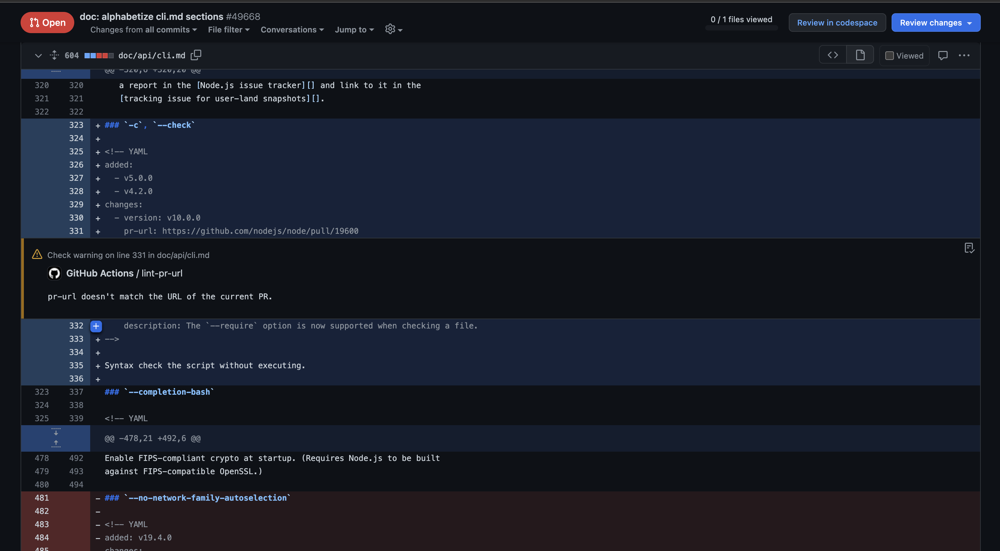 Open
doc: alphabetize cli.md sections #49668
Changes from all commits File filter Conversations Jump to
0 / 1 files viewed
Review in codespace
Review changes
604 doc/api/cli.md
Viewed
@@ -320,6 +320,20 @@
320 320 a report in the [Node.js issue tracker][] and link to it in the
321 321 [tracking issue for user-land snapshots][].
322 322
323 + ### `-c`, `--check`
324 +
325 + <!-- YAML
326 + added:
327 + - v5.0.0
328 + - v4.2.0
329 + changes:
330 + - version: v10.0.0
331 + pr-url: https://github.com/nodejs/node/pull/19600
Check warning on line 331 in doc/api/cli.md
GitHub Actions / lint-pr-url
pr-url doesn't match the URL of the current PR.
332 + description: The `--require` option is now supported when checking a file.
333 + -->
334 +
335 + Syntax check the script without executing.
336 +
323 337 ### `--completion-bash`
324 338
325 339 <!-- YAML
@@ -478,21 +492,6 @@
478 492 Enable FIPS-compliant crypto at startup. (Requires Node.js to be built
479 493 against FIPS-compatible OpenSSL.)
480 494
481 - ### `--no-network-family-autoselection`
482 -
483 - <!-- YAML
484 - added: v19.4.0
485 changes: